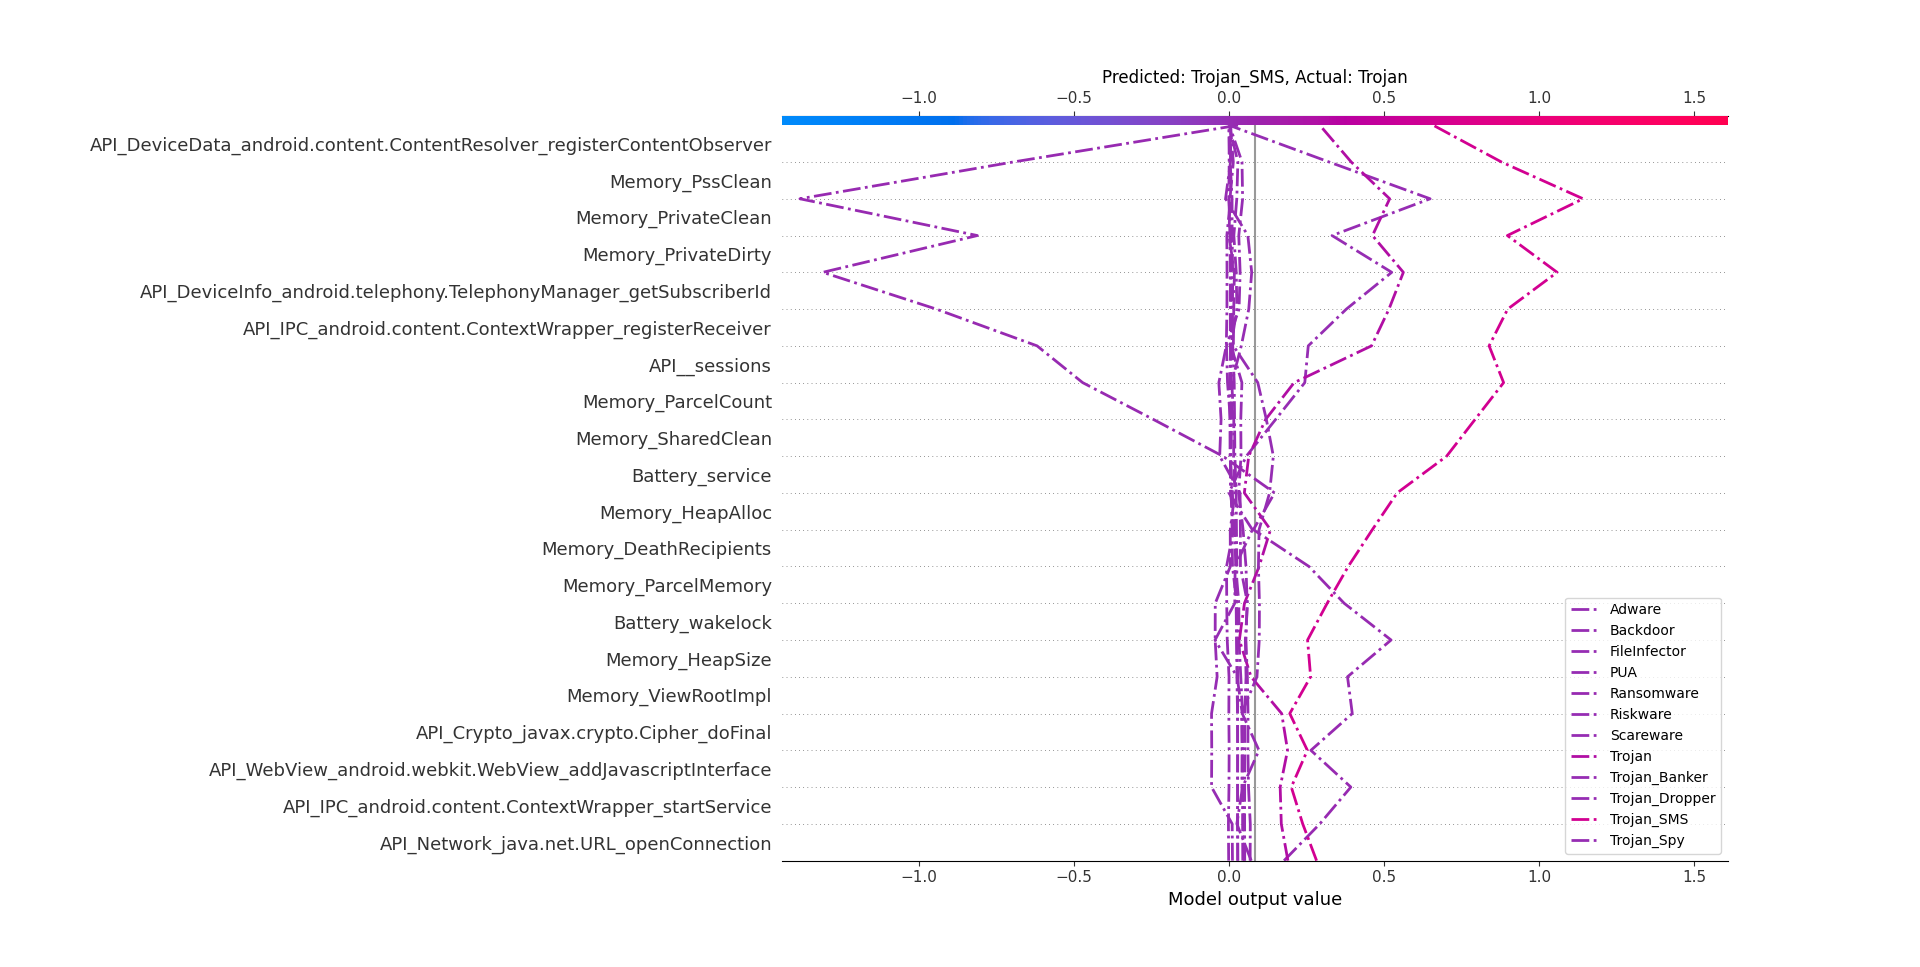 Predicted: Trojan_SMS, Actual: Trojan
−1.0 −0.5 0.0 0.5 1.0 1.5
API_DeviceData_android.content.ContentResolver_registerContentObserver
Memory_PssClean
Memory_PrivateClean
Memory_PrivateDirty
API_DeviceInfo_android.telephony.TelephonyManager_getSubscriberId
API_IPC_android.content.ContextWrapper_registerReceiver
API__sessions
Memory_ParcelCount
Memory_SharedClean
Battery_service
Memory_HeapAlloc
Memory_DeathRecipients
Memory_ParcelMemory
Battery_wakelock
Memory_HeapSize
Memory_ViewRootImpl
API_Crypto_javax.crypto.Cipher_doFinal
API_WebView_android.webkit.WebView_addJavascriptInterface
API_IPC_android.content.ContextWrapper_startService
API_Network_java.net.URL_openConnection
Adware
Backdoor
FileInfector
PUA
Ransomware
Riskware
Scareware
Trojan
Trojan_Banker
Trojan_Dropper
Trojan_SMS
Trojan_Spy
−1.0 −0.5 0.0 0.5 1.0 1.5
Model output value